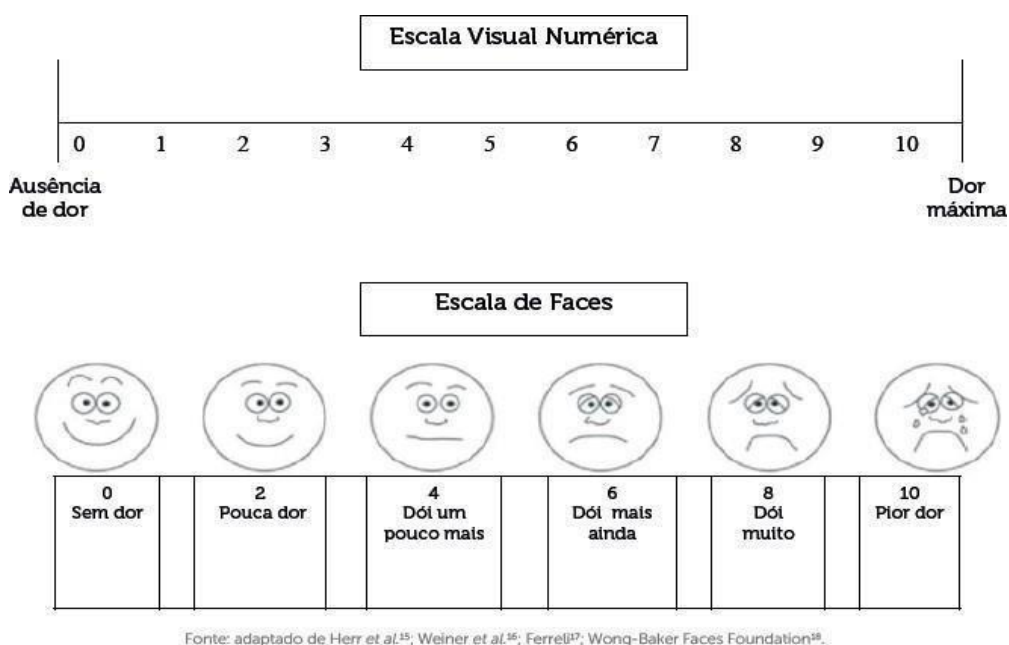 Escala Visual Numérica
0 1 2 3 4 5 6 7 8 9 10
Ausência
de dor
Dor
máxima
Escala de Faces
0
Sem dor
2
Pouca dor
4
Dói um
pouco mais
6
Dói mais
ainda
8
Dói
muito
10
Pior dor
Fonte: adaptado de Herr et al.¹⁵; Weiner et al.¹⁶; Ferrell¹⁷; Wong-Baker Faces Foundation¹⁸.